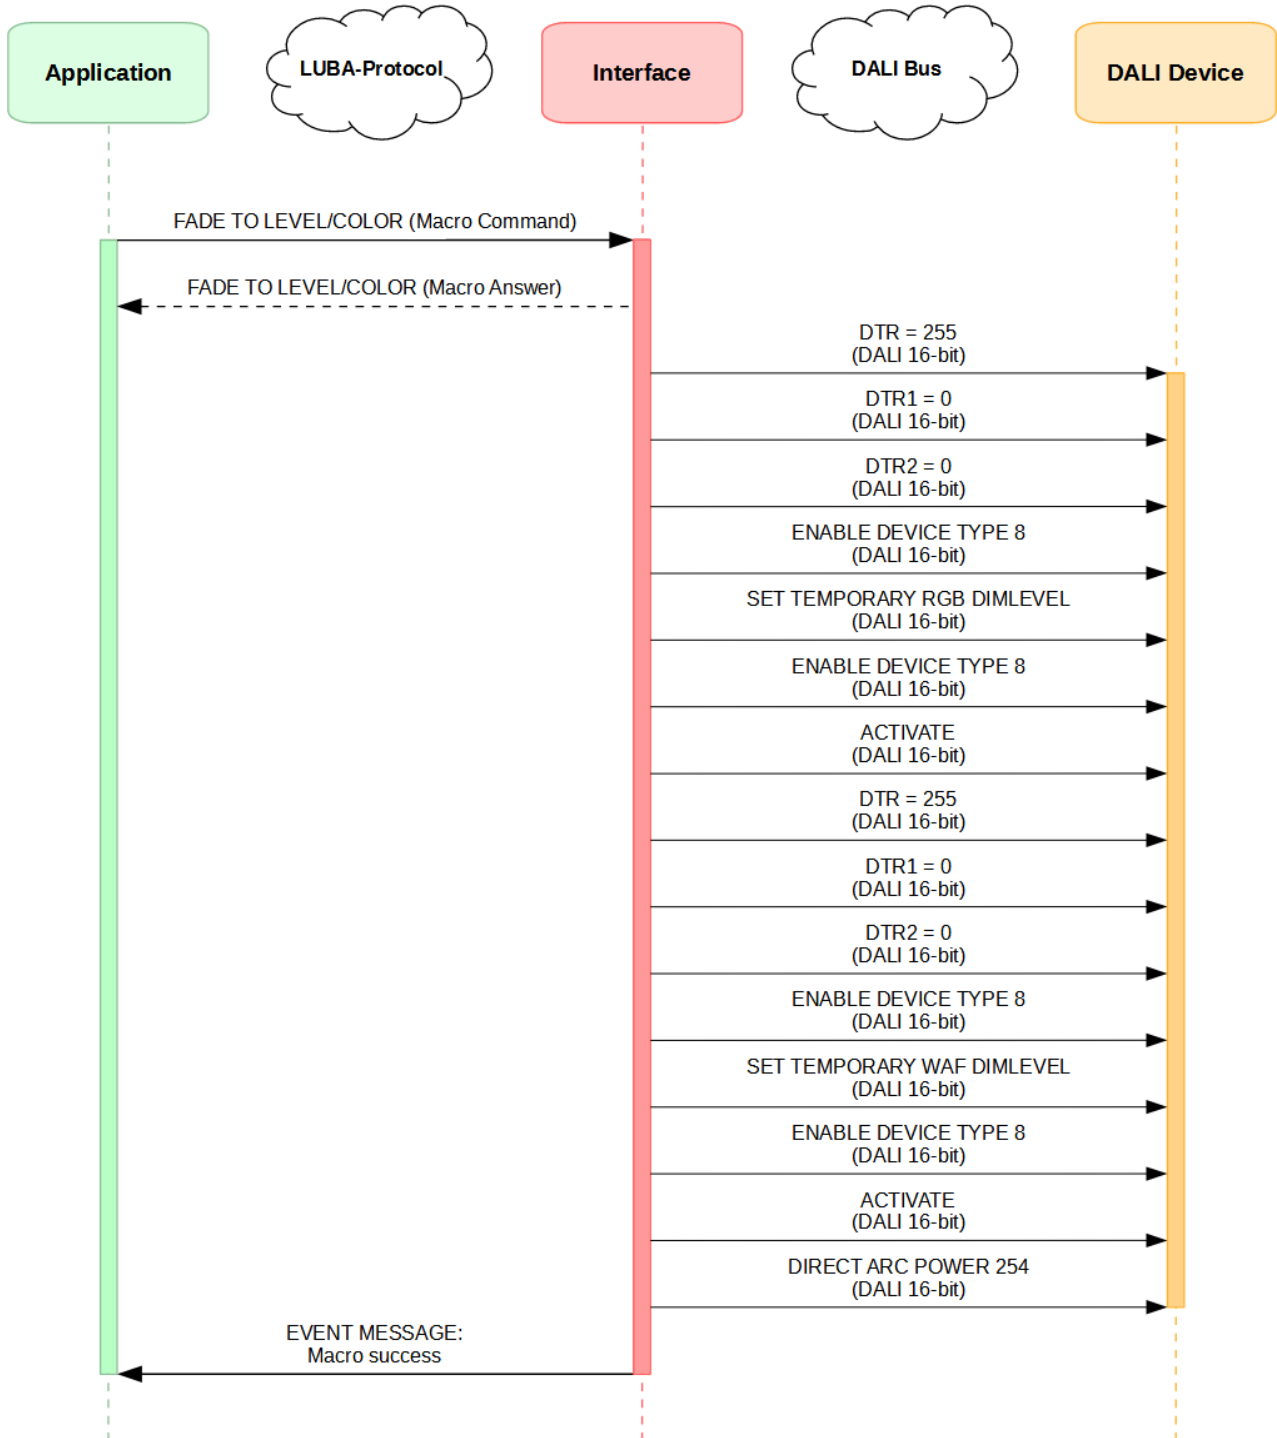 Application
LUBA-Protocol
Interface
DALI Bus
DALI Device
FADE TO LEVEL/COLOR (Macro Command)
FADE TO LEVEL/COLOR (Macro Answer)
DTR = 255
(DALI 16-bit)
DTR1 = 0
(DALI 16-bit)
DTR2 = 0
(DALI 16-bit)
ENABLE DEVICE TYPE 8
(DALI 16-bit)
SET TEMPORARY RGB DIMLEVEL
(DALI 16-bit)
ENABLE DEVICE TYPE 8
(DALI 16-bit)
ACTIVATE
(DALI 16-bit)
DTR = 255
(DALI 16-bit)
DTR1 = 0
(DALI 16-bit)
DTR2 = 0
(DALI 16-bit)
ENABLE DEVICE TYPE 8
(DALI 16-bit)
SET TEMPORARY WAF DIMLEVEL
(DALI 16-bit)
ENABLE DEVICE TYPE 8
(DALI 16-bit)
ACTIVATE
(DALI 16-bit)
DIRECT ARC POWER 254
(DALI 16-bit)
EVENT MESSAGE:
Macro success